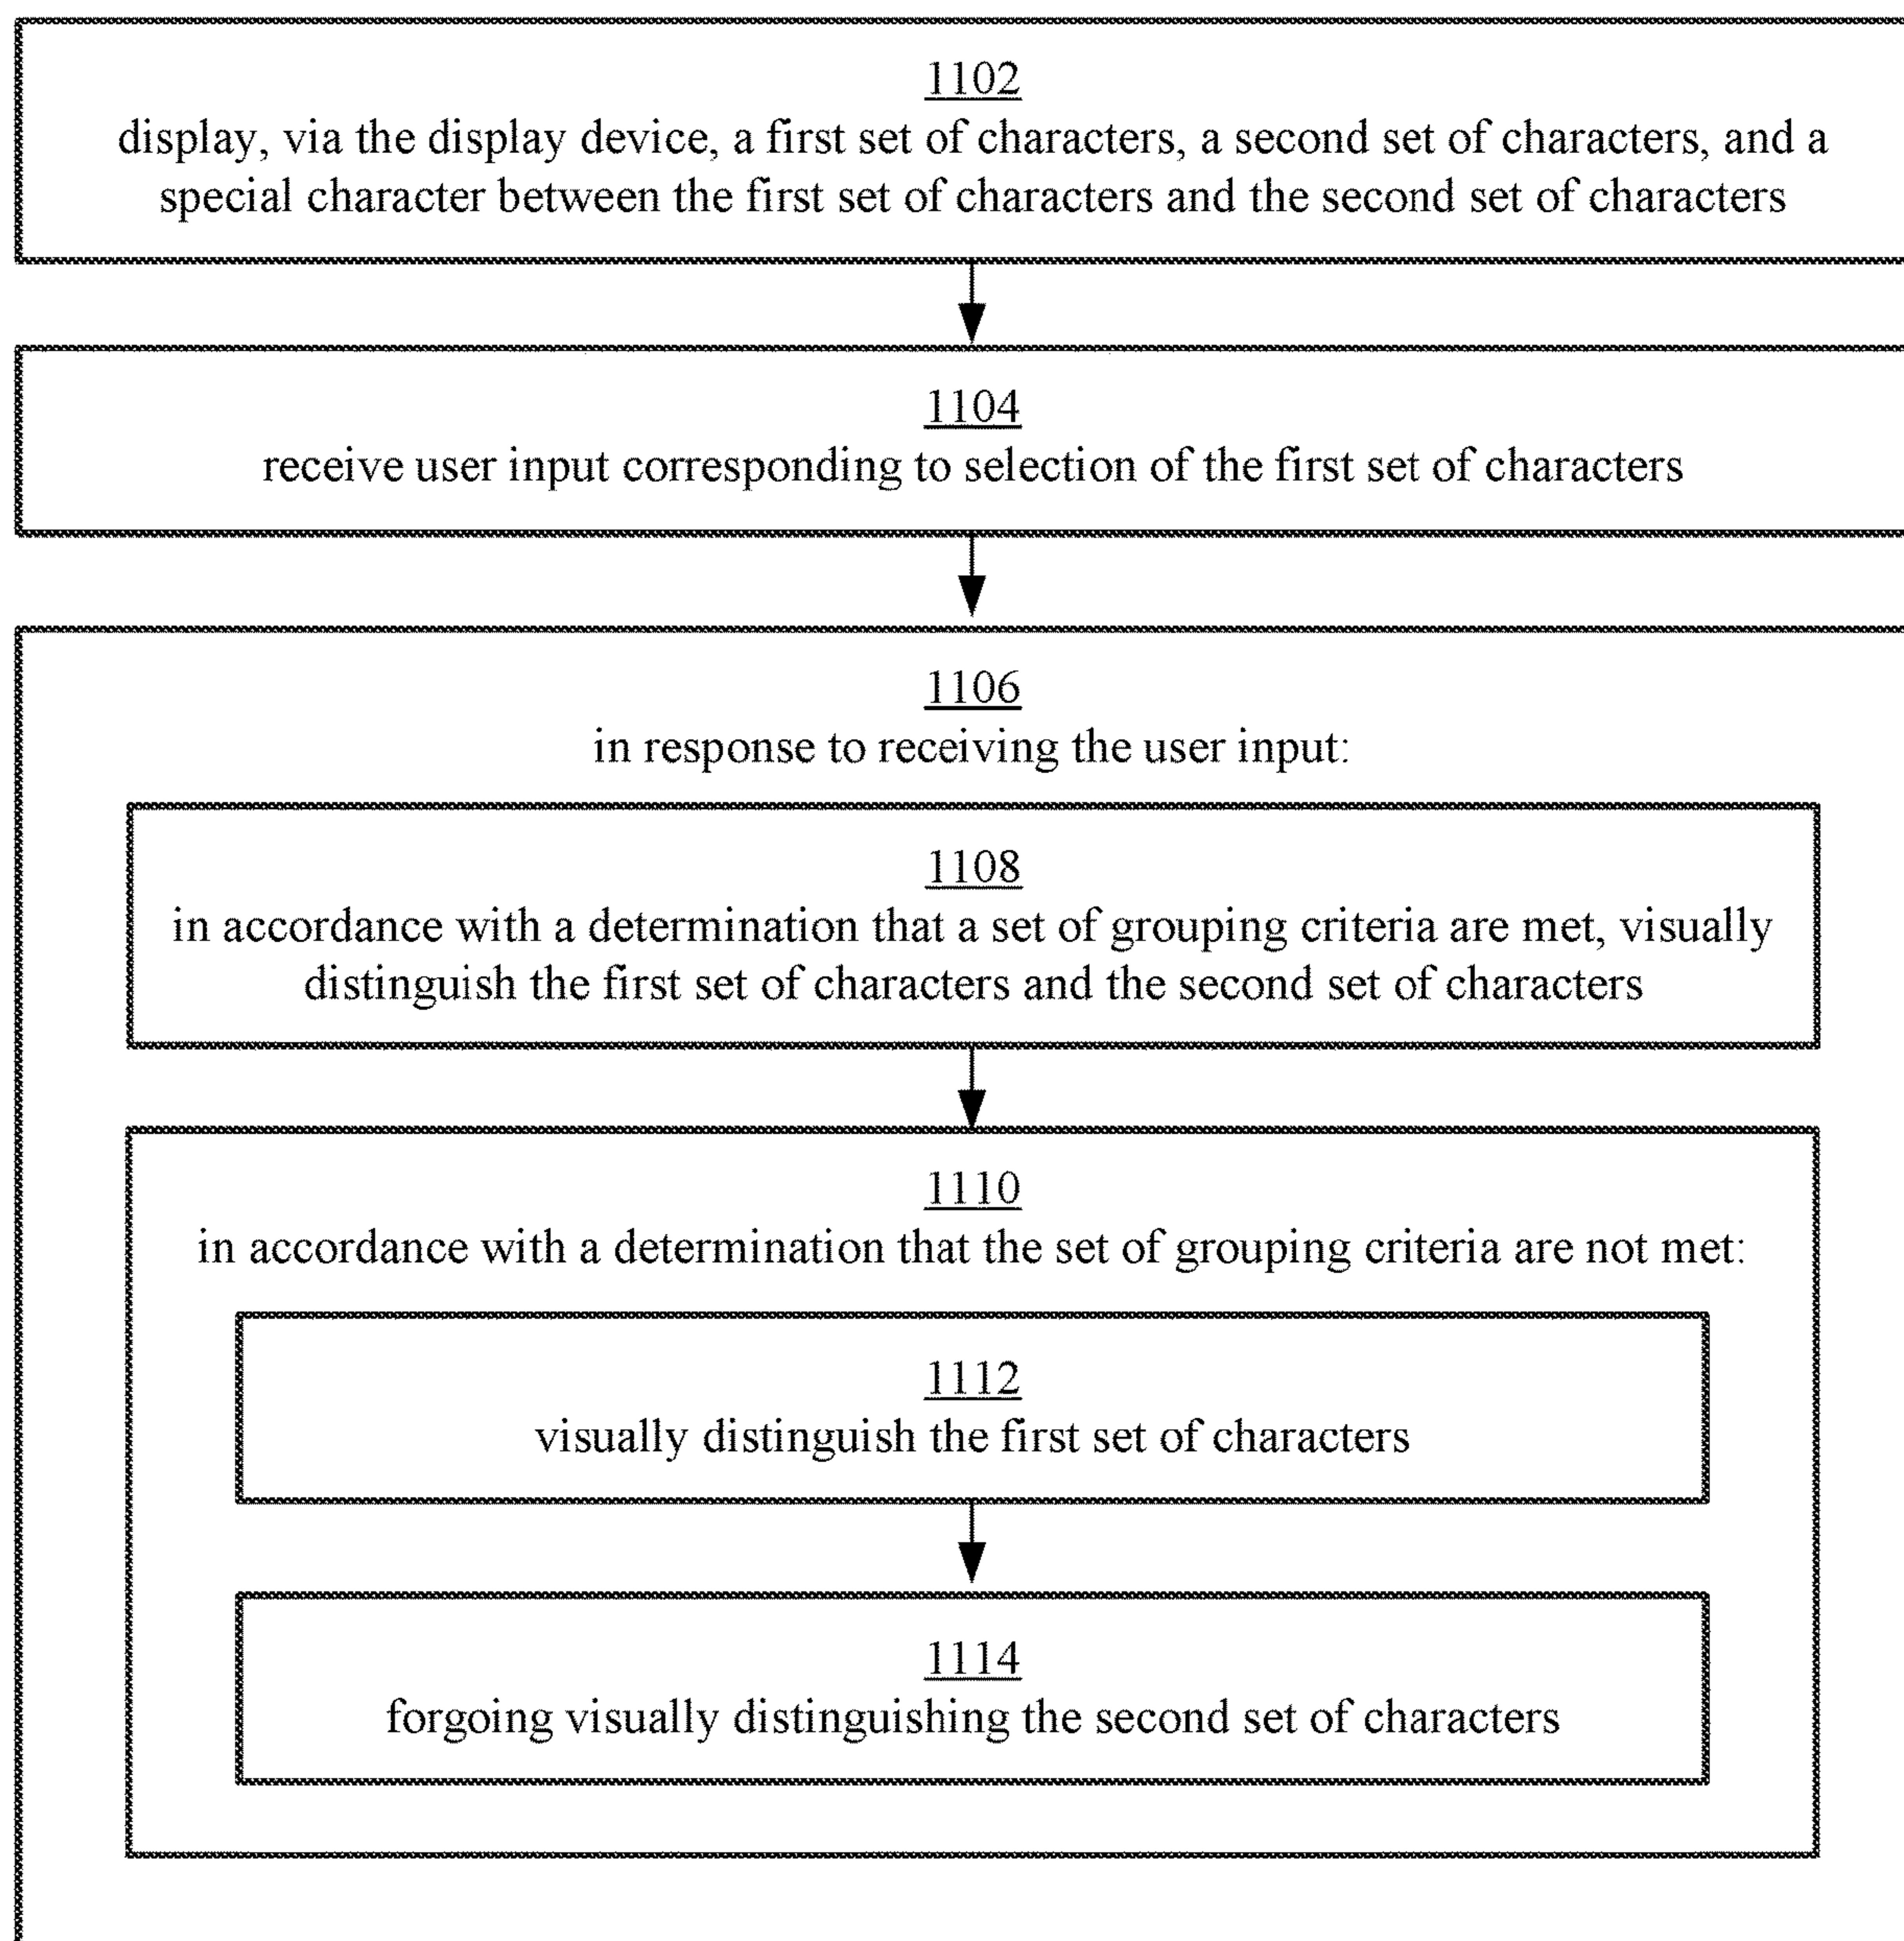 1102
display, via the display device, a first set of characters, a second set of characters, and a
special character between the first set of characters and the second set of characters
1104
receive user input corresponding to selection of the first set of characters
1106
in response to receiving the user input:
1108
in accordance with a determination that a set of grouping criteria are met, visually
distinguish the first set of characters and the second set of characters
1110
in accordance with a determination that the set of grouping criteria are not met:
1112
visually distinguish the first set of characters
1114
forgoing visually distinguishing the second set of characters